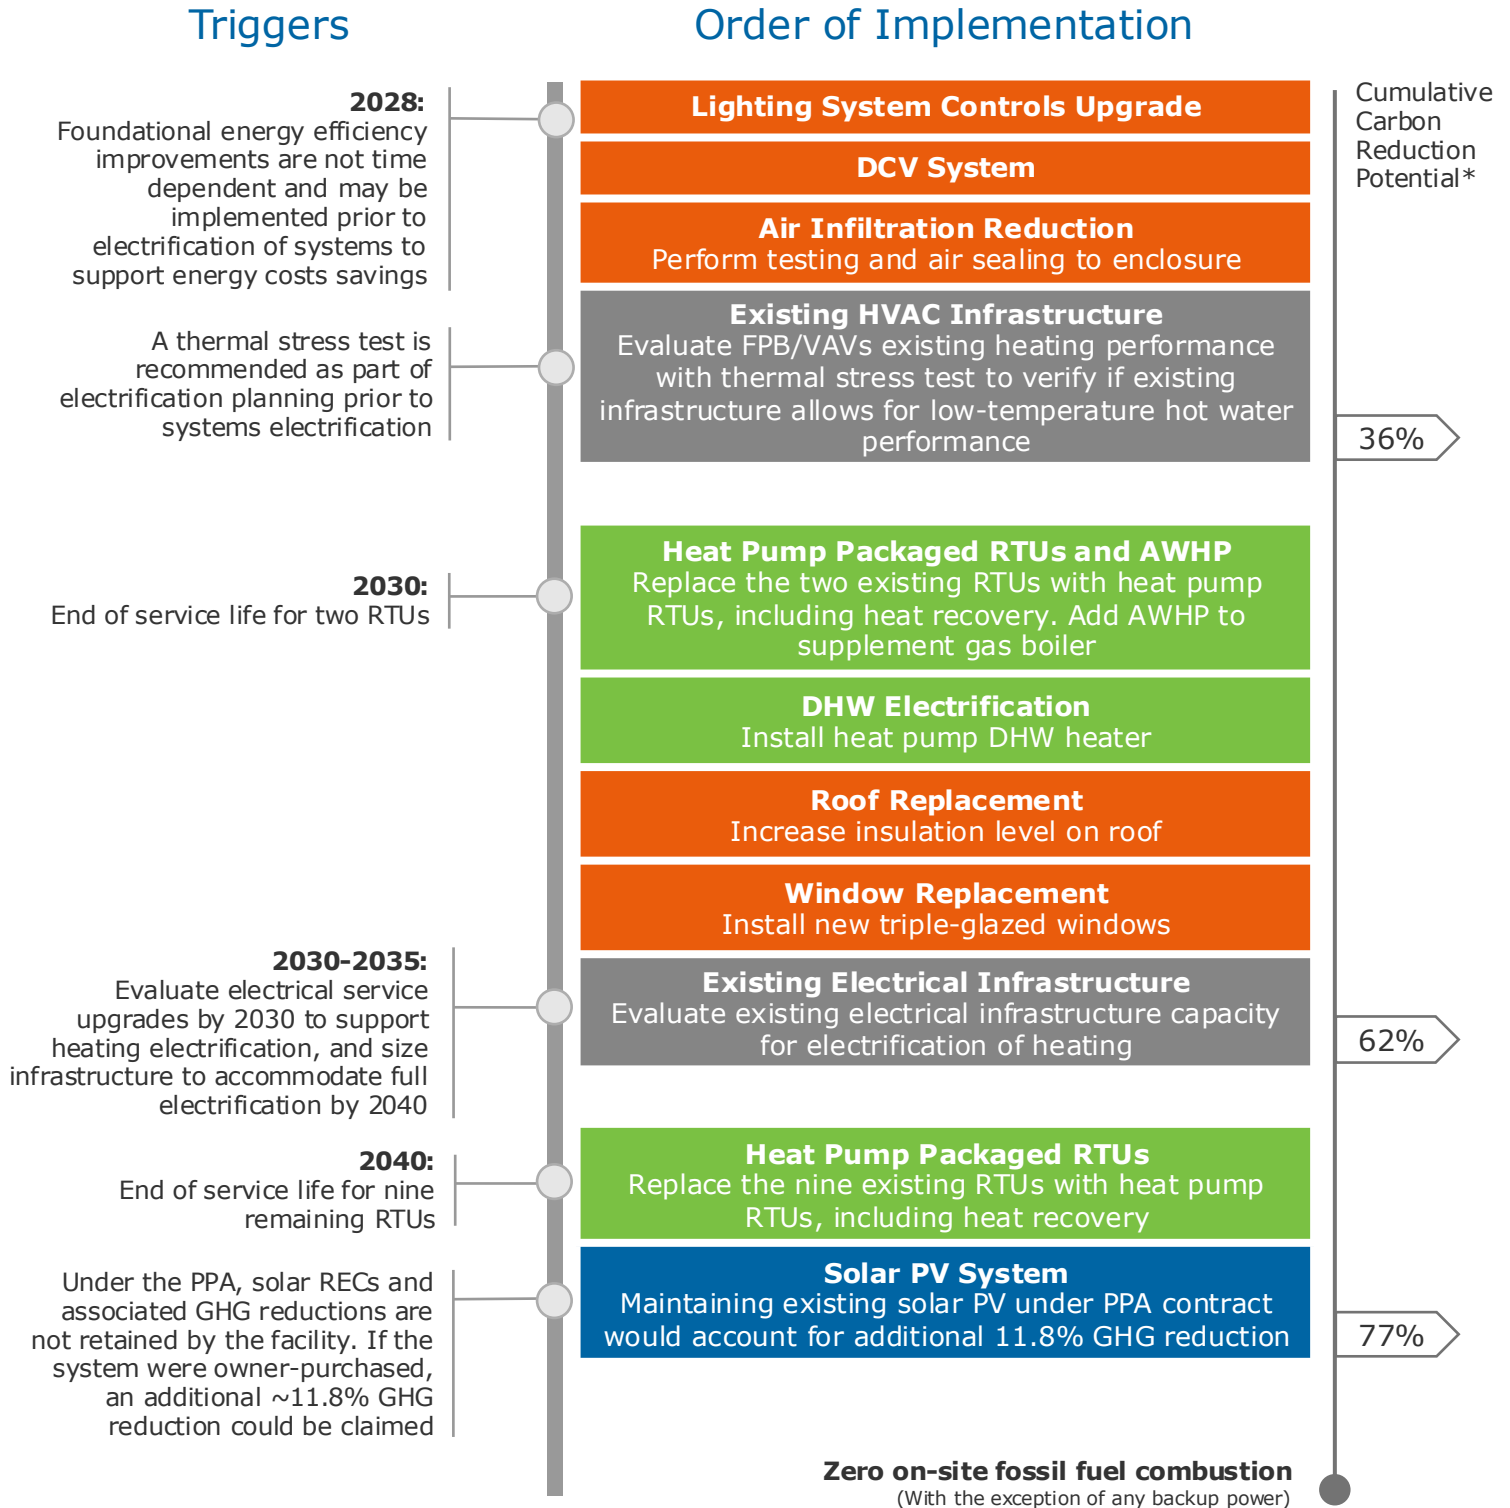 Triggers
Order of Implementation
2028:
Foundational energy efficiency
improvements are not time
dependent and may be
implemented prior to
electrification of systems to
support energy costs savings
Lighting System Controls Upgrade
DCV System
Air Infiltration Reduction
Perform testing and air sealing to enclosure
Cumulative
Carbon
Reduction
Potential*
A thermal stress test is
recommended as part of
electrification planning prior to
systems electrification
Existing HVAC Infrastructure
Evaluate FPB/VAVs existing heating performance
with thermal stress test to verify if existing
infrastructure allows for low-temperature hot water
performance
36%
2030:
End of service life for two RTUs
Heat Pump Packaged RTUs and AWHP
Replace the two existing RTUs with heat pump
RTUs, including heat recovery. Add AWHP to
supplement gas boiler
DHW Electrification
Install heat pump DHW heater
Roof Replacement
Increase insulation level on roof
Window Replacement
Install new triple-glazed windows
2030-2035:
Evaluate electrical service
upgrades by 2030 to support
heating electrification, and size
infrastructure to accommodate full
electrification by 2040
Existing Electrical Infrastructure
Evaluate existing electrical infrastructure capacity
for electrification of heating
62%
2040:
End of service life for nine
remaining RTUs
Heat Pump Packaged RTUs
Replace the nine existing RTUs with heat pump
RTUs, including heat recovery
Under the PPA, solar RECs and
associated GHG reductions are
not retained by the facility. If the
system were owner-purchased,
an additional ~11.8% GHG
reduction could be claimed
Solar PV System
Maintaining existing solar PV under PPA contract
would account for additional 11.8% GHG reduction
77%
Zero on-site fossil fuel combustion
(With the exception of any backup power)